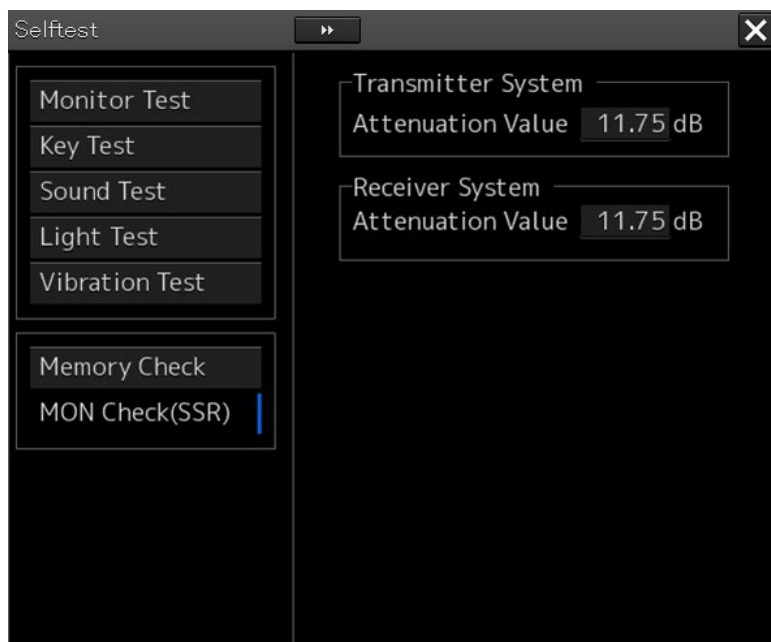 Selftest
Monitor Test
Key Test
Sound Test
Light Test
Vibration Test
Memory Check
MON Check(SSR)
Transmitter System
Attenuation Value 11.75 dB
Receiver System
Attenuation Value 11.75 dB